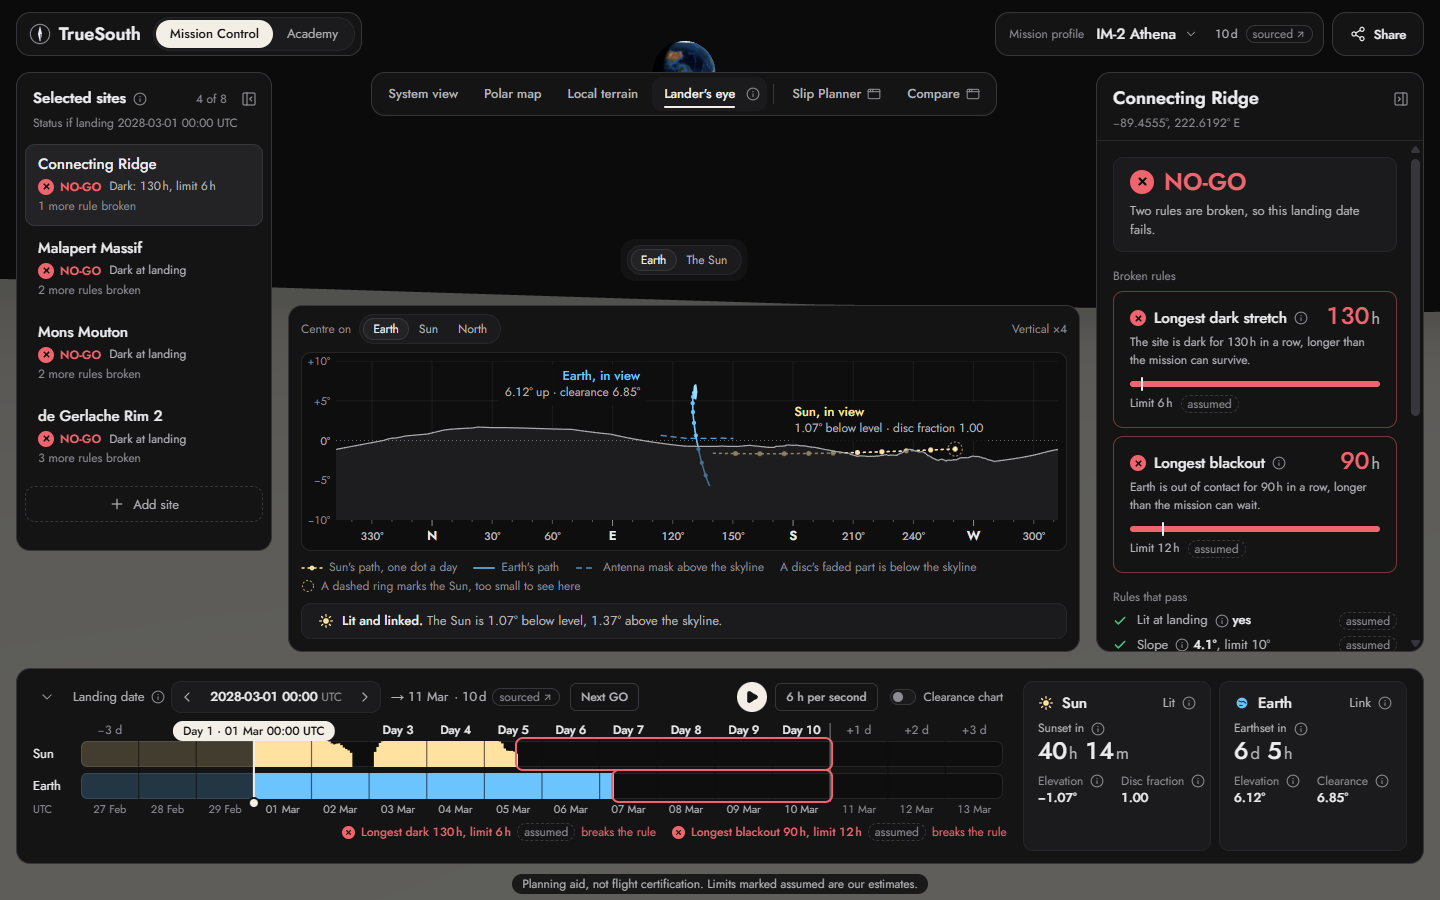 TrueSouth
Mission Control
Academy
Mission profile IM-2 Athena 10 d sourced ↗
Share
Selected sites 4 of 8
Status if landing 2028-03-01 00:00 UTC
Connecting Ridge
NO-GO Dark: 130 h, limit 6 h
1 more rule broken
Malapert Massif
NO-GO Dark at landing
2 more rules broken
Mons Mouton
NO-GO Dark at landing
2 more rules broken
de Gerlache Rim 2
NO-GO Dark at landing
3 more rules broken
+ Add site
System view Polar map Local terrain Lander's eye Slip Planner Compare
Earth The Sun
Centre on Earth Sun North Vertical ×4
+10°
+5°
0°
−5°
−10°
Earth, in view
6.12° up · clearance 6.85°
Sun, in view
1.07° below level · disc fraction 1.00
330° N 30° 60° E 120° 150° S 210° 240° W 300°
Sun's path, one dot a day Earth's path Antenna mask above the skyline A disc's faded part is below the skyline
A dashed ring marks the Sun, too small to see here
Lit and linked. The Sun is 1.07° below level, 1.37° above the skyline.
Connecting Ridge
−89.4555°, 222.6192° E
NO-GO
Two rules are broken, so this landing date
fails.
Broken rules
Longest dark stretch 130 h
The site is dark for 130 h in a row, longer than
the mission can survive.
Limit 6 h assumed
Longest blackout 90 h
Earth is out of contact for 90 h in a row, longer
than the mission can wait.
Limit 12 h assumed
Rules that pass
Lit at landing yes assumed
Slope 4.1°, limit 10° assumed
Landing date 2028-03-01 00:00 UTC → 11 Mar · 10 d sourced ↗ Next GO
6 h per second Clearance chart
−3 d Day 1 · 01 Mar 00:00 UTC Day 3 Day 4 Day 5 Day 6 Day 7 Day 8 Day 9 Day 10 +1 d +2 d +3 d
Sun
Earth
UTC 27 Feb 28 Feb 29 Feb 01 Mar 02 Mar 03 Mar 04 Mar 05 Mar 06 Mar 07 Mar 08 Mar 09 Mar 10 Mar 11 Mar 12 Mar 13 Mar
Longest dark 130 h, limit 6 h assumed breaks the rule Longest blackout 90 h, limit 12 h assumed breaks the rule
Sun Lit
Sunset in
40 h 14 m
Elevation Disc fraction
−1.07° 1.00
Earth Link
Earthset in
6 d 5 h
Elevation Clearance
6.12° 6.85°
Planning aid, not flight certification. Limits marked assumed are our estimates.